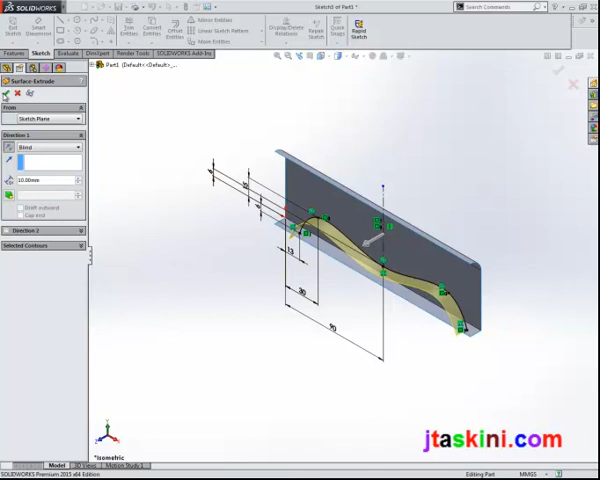 SOLIDWORKS
Sketch1 of Part1 *
Search Commands
Exit Sketch
Smart Dimension
Trim Entities
Convert Entities
Offset Entities
Mirror Entities
Linear Sketch Pattern
Move Entities
Display/Delete Relations
Repair Sketch
Quick Snaps
Rapid Sketch
Features
Sketch
Evaluate
DimXpert
Render Tools
SOLIDWORKS Add-Ins
Part1 (Default<<Default>_...
Surface-Extrude
From
Sketch Plane
Direction 1
Blind
10.00mm
Draft outward
Cap end
Direction 2
Selected Contours
13
30
90
jtaskini.com
*Isometric
Model
3D Views
Motion Study 1
SOLIDWORKS Premium 2015 x64 Edition
Editing Part
MMGS